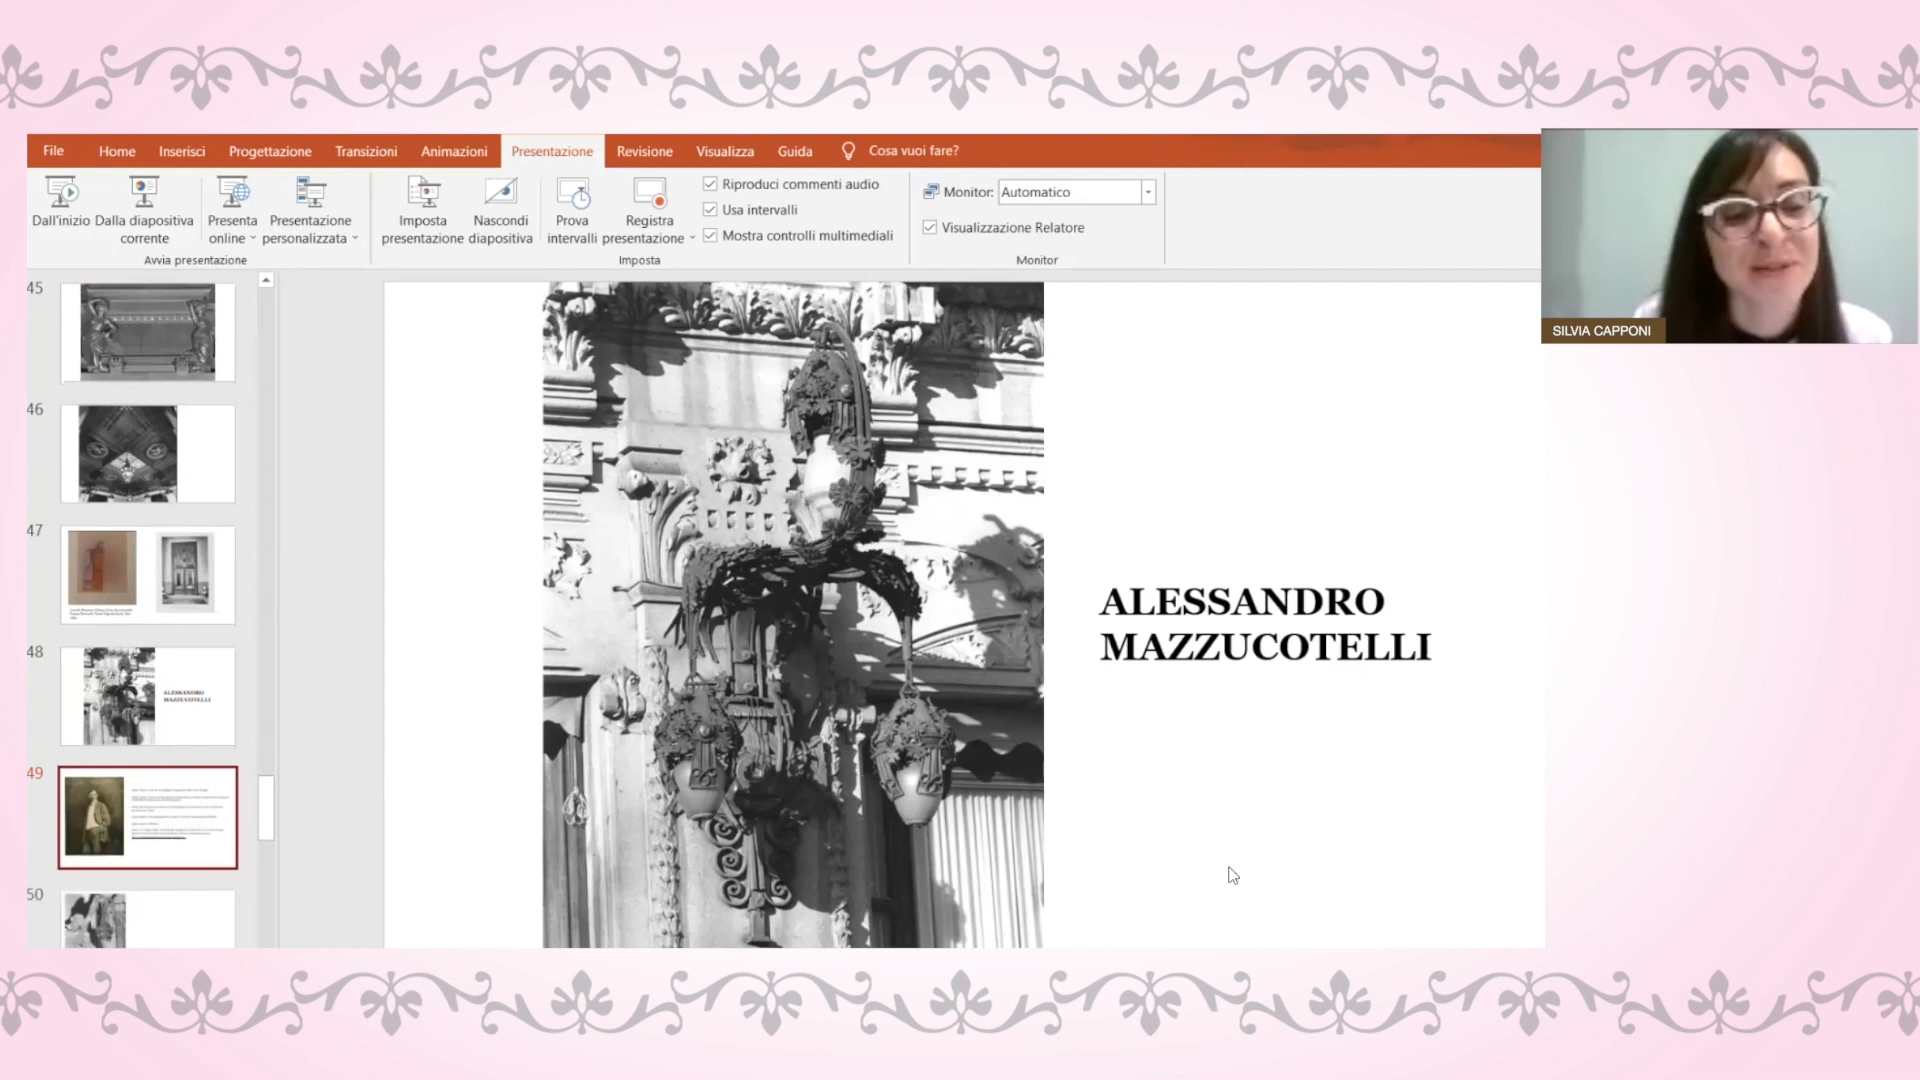 File Home Inserisci Progettazione Transizioni Animazioni Presentazione Revisione Visualizza Guida Cosa vuoi fare?
Dall'inizio
Dalla diapositiva
corrente
Presenta
online
Presentazione
personalizzata
Avvia presentazione
Imposta
presentazione
Nascondi
diapositiva
Prova
intervalli
Registra
presentazione
Riproduci commenti audio
Usa intervalli
Mostra controlli multimediali
Imposta
Monitor: Automatico
Visualizzazione Relatore
Monitor
SILVIA CAPPONI
45
46
47
48
ALESSANDRO
MAZZUCOTELLI
49
50
ALESSANDRO
MAZZUCOTELLI